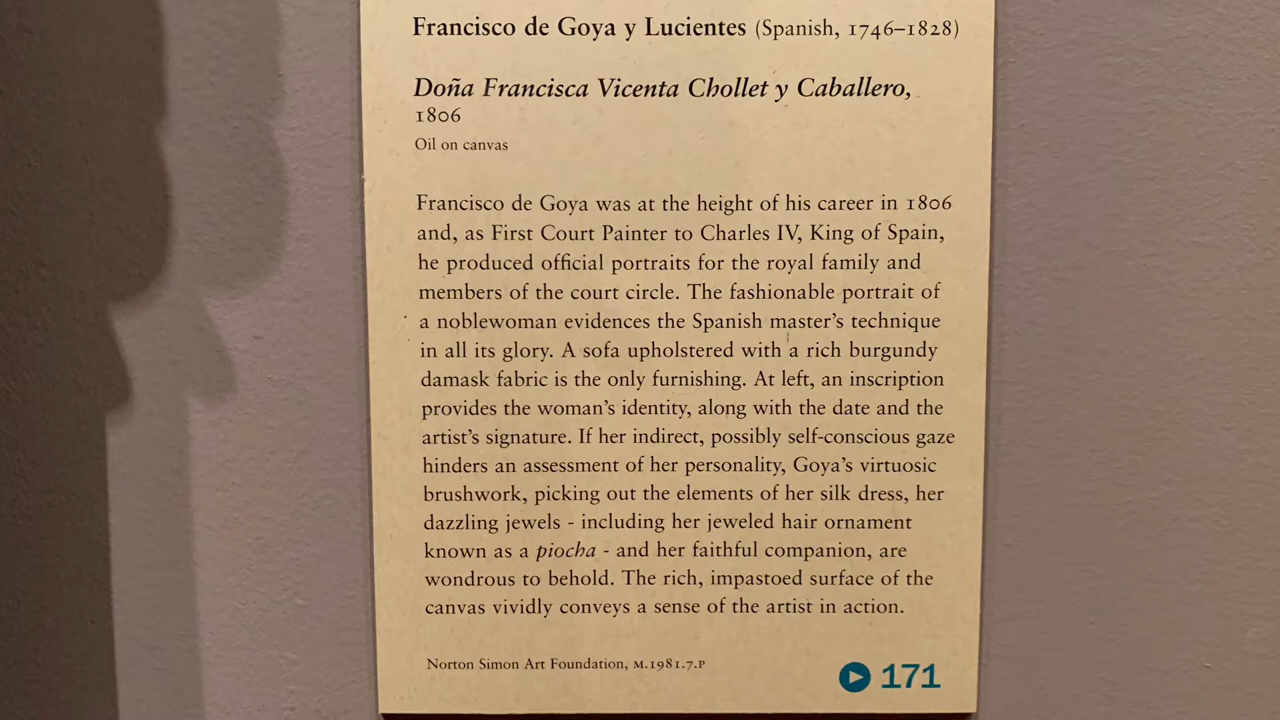 Francisco de Goya y Lucientes (Spanish, 1746–1828)
Doña Francisca Vicenta Chollet y Caballero,
1806
Oil on canvas
Francisco de Goya was at the height of his career in 1806
and, as First Court Painter to Charles IV, King of Spain,
he produced official portraits for the royal family and
members of the court circle. The fashionable portrait of
a noblewoman evidences the Spanish master’s technique
in all its glory. A sofa upholstered with a rich burgundy
damask fabric is the only furnishing. At left, an inscription
provides the woman’s identity, along with the date and the
artist’s signature. If her indirect, possibly self-conscious gaze
hinders an assessment of her personality, Goya’s virtuosic
brushwork, picking out the elements of her silk dress, her
dazzling jewels - including her jeweled hair ornament
known as a piocha - and her faithful companion, are
wondrous to behold. The rich, impastoed surface of the
canvas vividly conveys a sense of the artist in action.
Norton Simon Art Foundation, M.1981.7.P
171